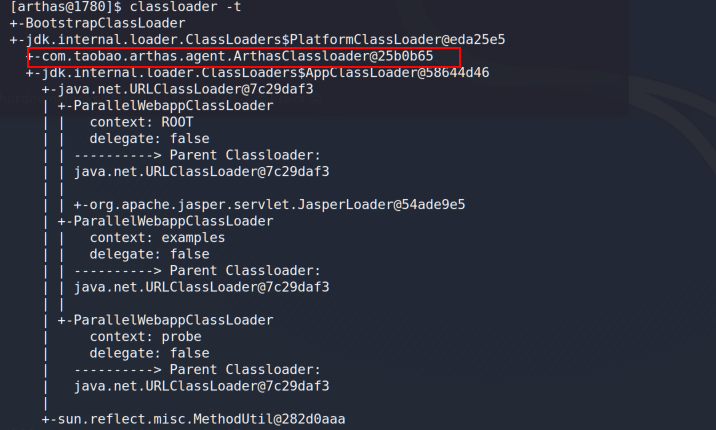 [arthas@1780]$ classloader -t
+-BootstrapClassLoader
+-jdk.internal.loader.ClassLoaders$PlatformClassLoader@eda25e5
  +-com.taobao.arthas.agent.ArthasClassloader@25b0b65
  +-jdk.internal.loader.ClassLoaders$AppClassLoader@58644d46
    +-java.net.URLClassLoader@7c29daf3
    | +-ParallelWebappClassLoader
    | |   context: ROOT
    | |   delegate: false
    | | ----------> Parent Classloader:
    | | java.net.URLClassLoader@7c29daf3
    | |
    | | +-org.apache.jasper.servlet.JasperLoader@54ade9e5
    | +-ParallelWebappClassLoader
    | |   context: examples
    | |   delegate: false
    | | ----------> Parent Classloader:
    | | java.net.URLClassLoader@7c29daf3
    | |
    | +-ParallelWebappClassLoader
    |     context: probe
    |     delegate: false
    |   ----------> Parent Classloader:
    |   java.net.URLClassLoader@7c29daf3
    |
    +-sun.reflect.misc.MethodUtil@282d0aaa